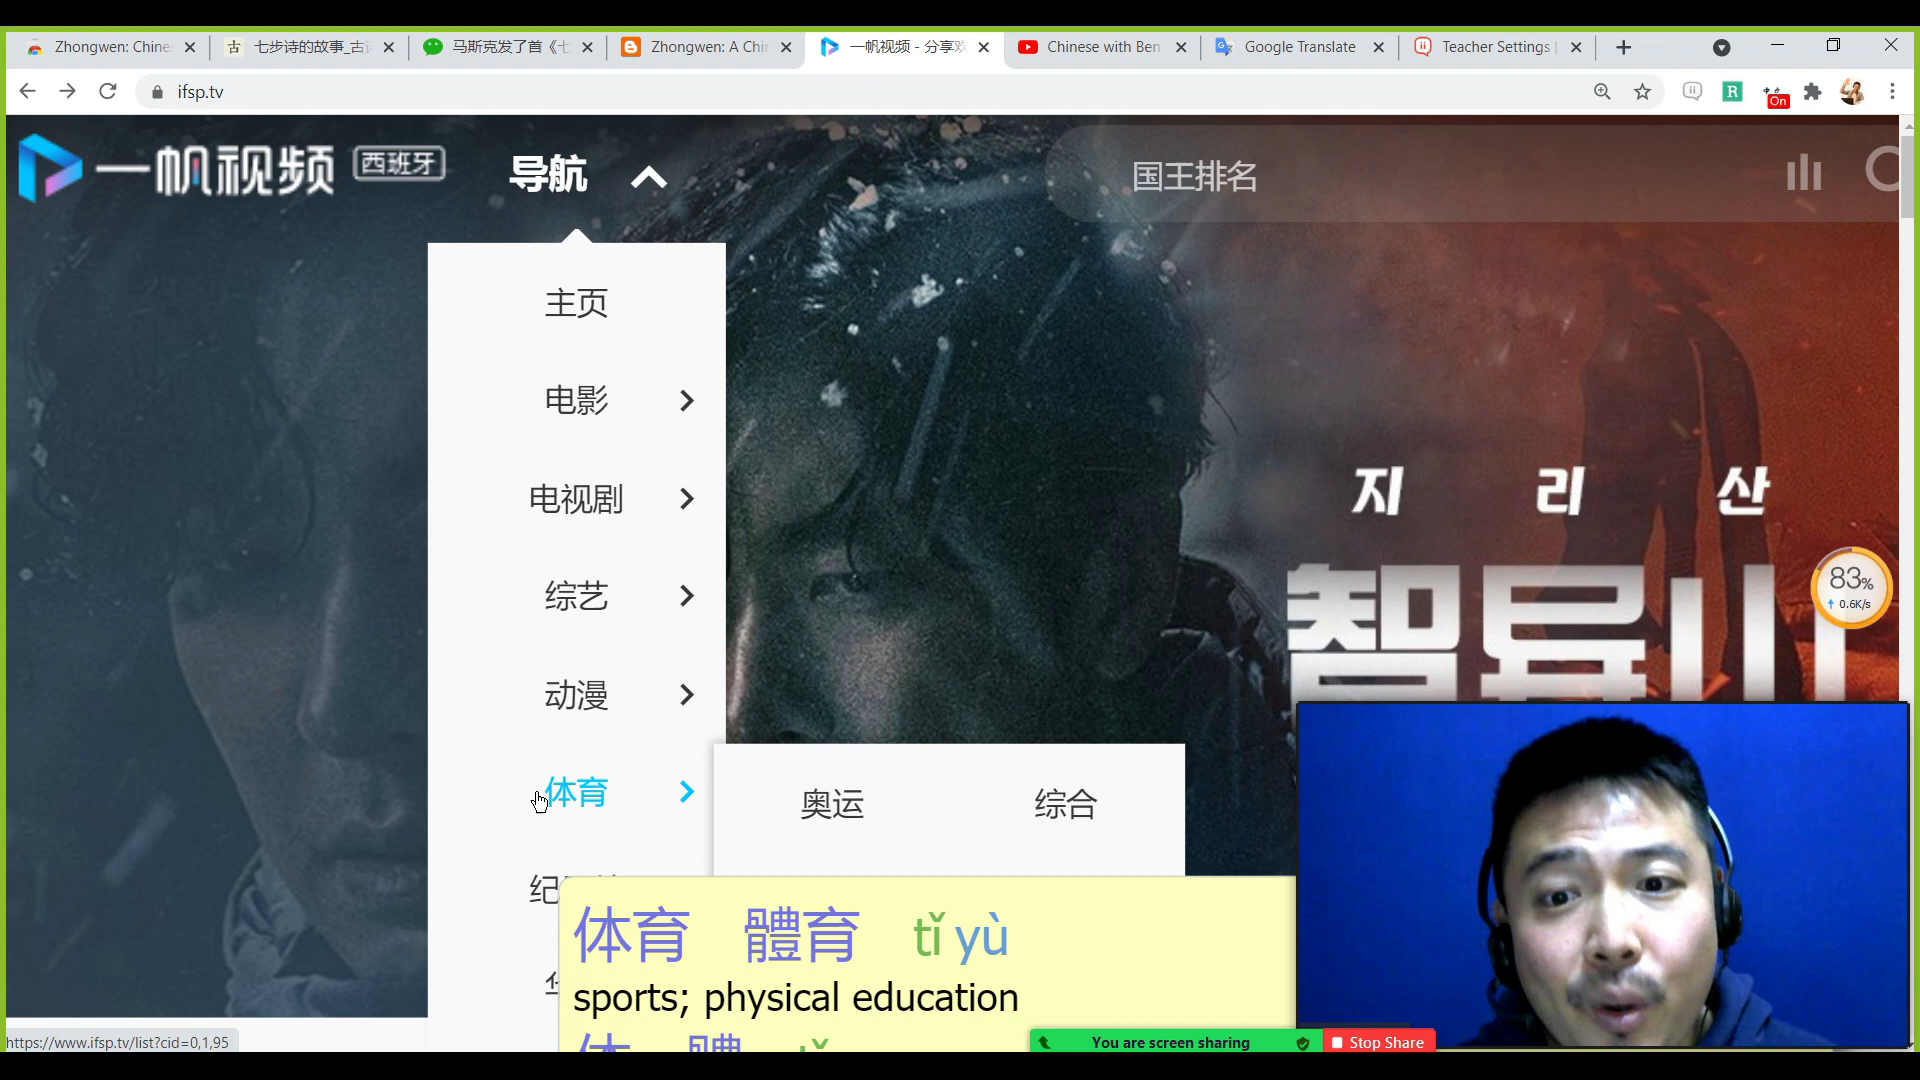 Zhongwen: Chine
七步诗的故事_古
马斯克发了首《七
Zhongwen: A Chi
一帆视频 - 分享
Chinese with Ben
Google Translate
Teacher Settings
ifsp.tv
On
一帆视频 西班牙
导航
国王排名
主页
电影
电视剧
综艺
动漫
体育
奥运 综合
纪
지 리 산
智异山
83%
0.6K/s
体育 體育 tǐ yù
sports; physical education
体 體 tǐ
https://www.ifsp.tv/list?cid=0,1,95
You are screen sharing
Stop Share